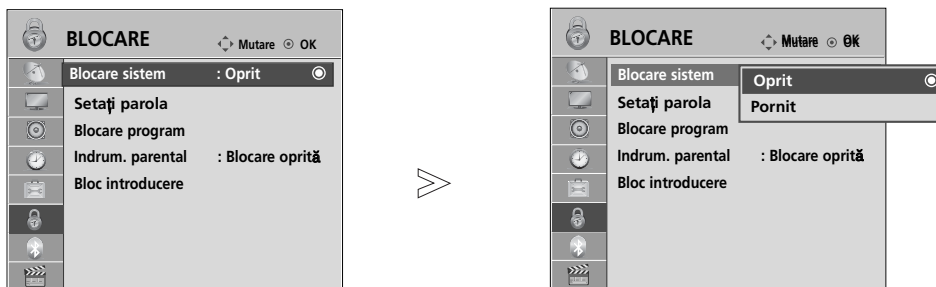 BLOCARE Mutare OK
Blocare sistem : Oprit
Setați parola
Blocare program
Indrum. parental : Blocare oprită
Bloc introducere
BLOCARE Mutare OK
Blocare sistem
Oprit
Pornit
Setați parola
Blocare program
Indrum. parental : Blocare oprită
Bloc introducere